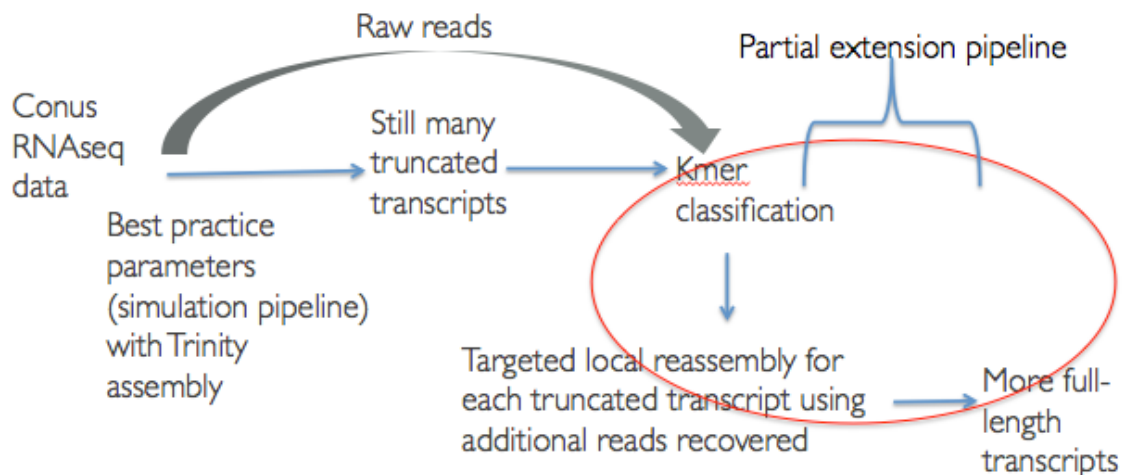 Raw reads
Partial extension pipeline
Conus
RNAseq
data
Still many
truncated
transcripts
Kmer
classification
Best practice
parameters
(simulation pipeline)
with Trinity
assembly
Targeted local reassembly for
each truncated transcript using
additional reads recovered
More full-
length
transcripts